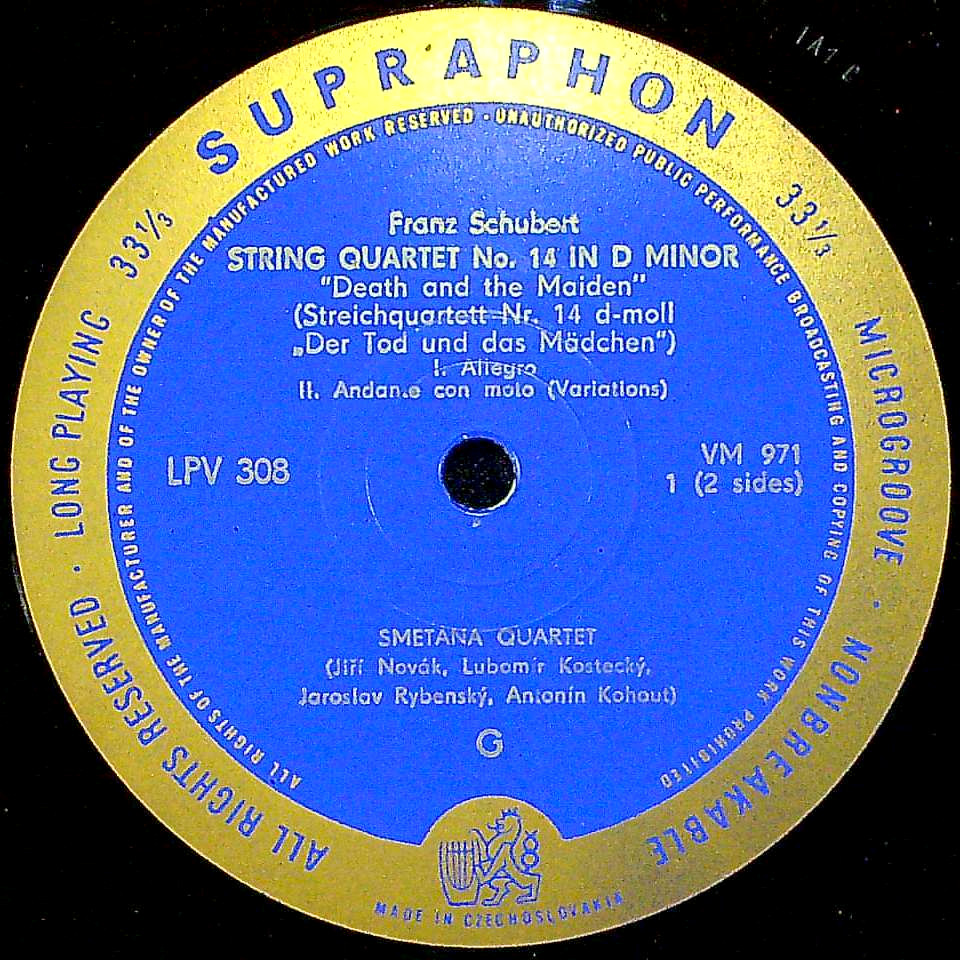 SUPRAPHON
LONG PLAYING 33 1/3
33 1/3 MICROGROOVE · NONBREAKABLE
ALL RIGHTS RESERVED ·
ALL RIGHTS OF THE MANUFACTURER AND OF THE OWNER OF THE MANUFACTURED WORK RESERVED · UNAUTHORIZED PUBLIC PERFORMANCE BROADCASTING AND COPYING OF THIS WORK PROHIBITED
Franz Schubert
STRING QUARTET No. 14 IN D MINOR
"Death and the Maiden"
(Streichquartett Nr. 14 d-moll
„Der Tod und das Mädchen")
I. Allegro
II. Andante con moto (Variations)
LPV 308
VM 971
1 (2 sides)
SMETANA QUARTET
(Jiří Novák, Lubomír Kostecký,
Jaroslav Rybenský, Antonín Kohout)
G
MADE IN CZECHOSLOVAKIA